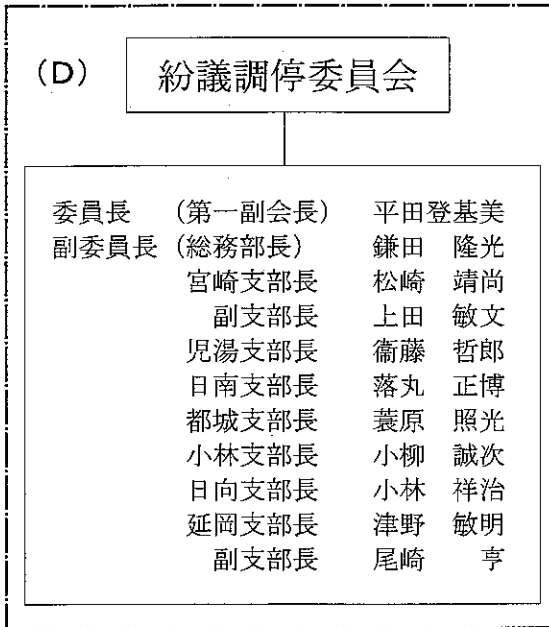 (D) 紛議調停委員会
委員長 (第一副会長) 平田登基美
副委員長 (総務部長) 鎌田 隆光
宮崎支部長 松崎 靖尚
副支部長 上田 敏文
児湯支部長 衞藤 哲郎
日南支部長 落丸 正博
都城支部長 蓑原 照光
小林支部長 小柳 誠次
日向支部長 小林 祥治
延岡支部長 津野 敏明
副支部長 尾崎 亨